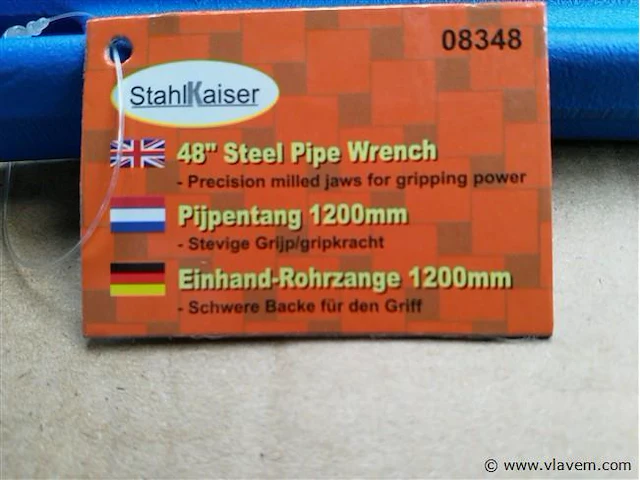 08348
StahlKaiser
48" Steel Pipe Wrench
- Precision milled jaws for gripping power
Pijpentang 1200mm
- Stevige Grijp/gripkracht
Einhand-Rohrzange 1200mm
- Schwere Backe für den Griff
© www.vlavem.com